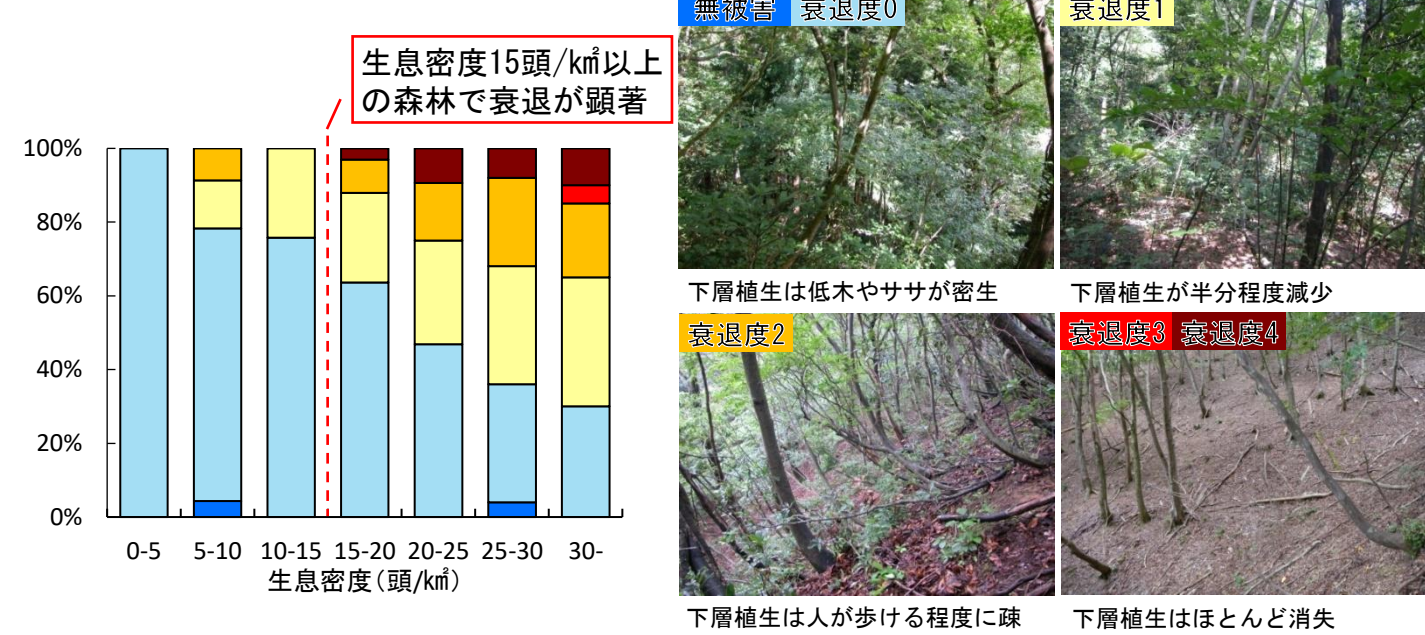 無被害 衰退度0
衰退度1
生息密度15頭/㎢以上
の森林で衰退が顕著
100%
80%
60%
40%
20%
0%
0-5 5-10 10-15 15-20 20-25 25-30 30-
生息密度(頭/㎢)
下層植生は低木やササが密生
下層植生が半分程度減少
衰退度2
衰退度3 衰退度4
下層植生は人が歩ける程度に疎
下層植生はほとんど消失